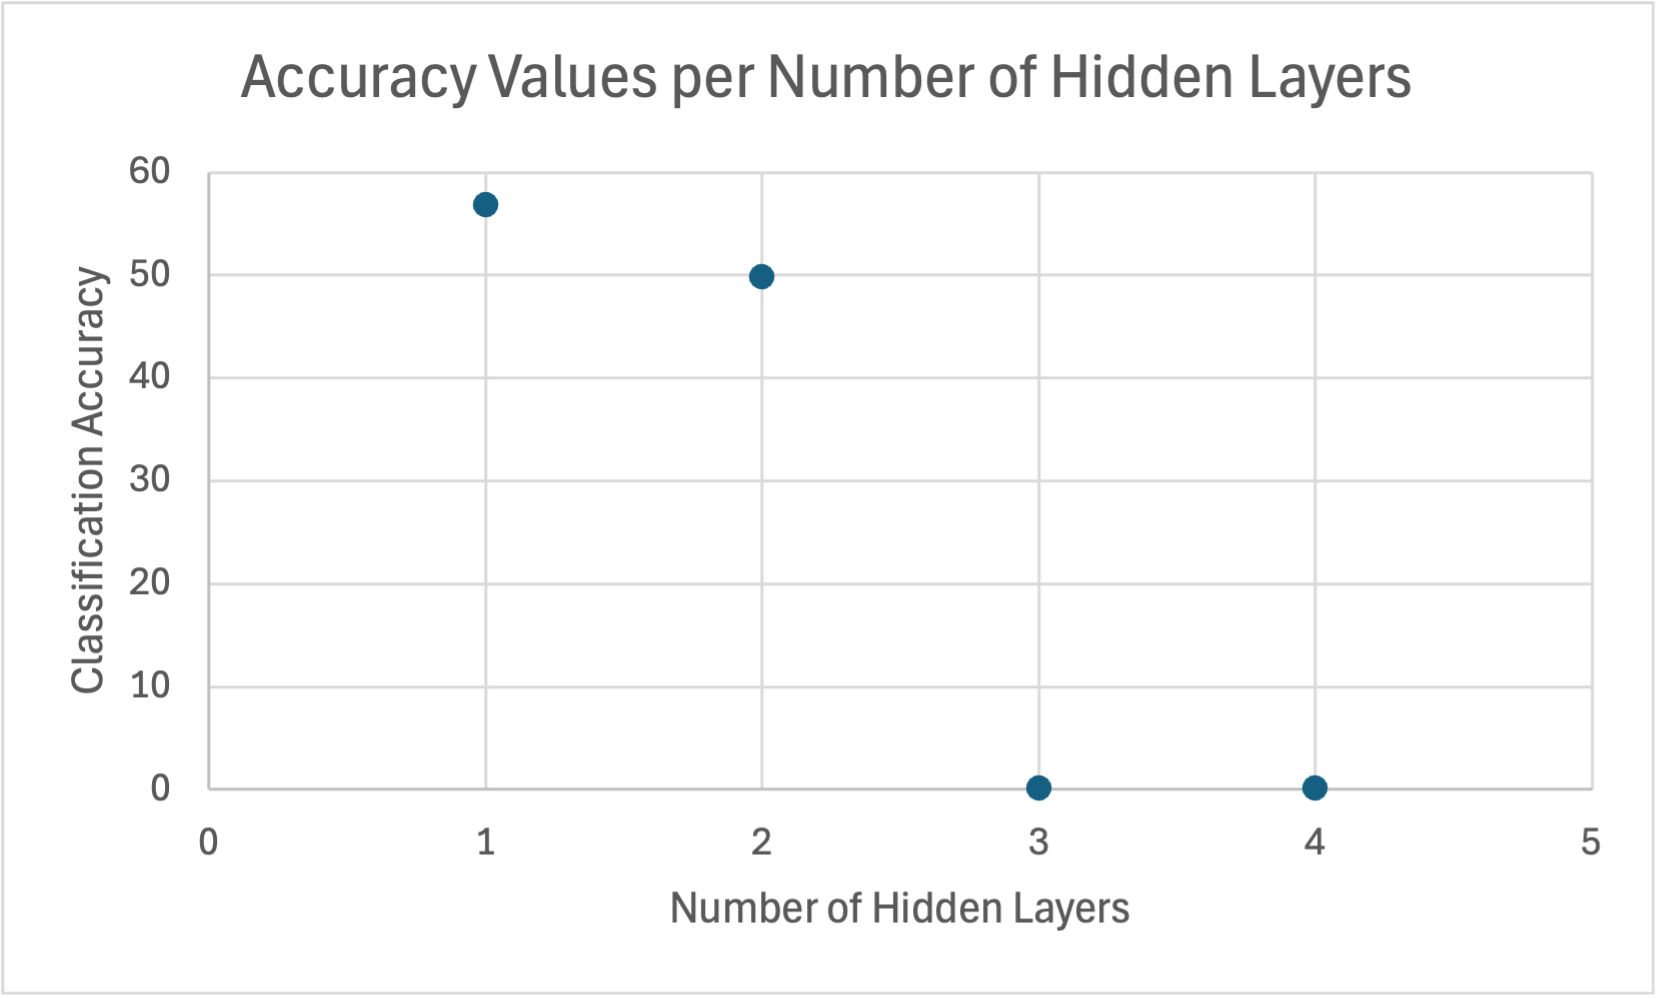 Accuracy Values per Number of Hidden Layers
60
50
40
30
20
10
0
Classification Accuracy
0 1 2 3 4 5
Number of Hidden Layers